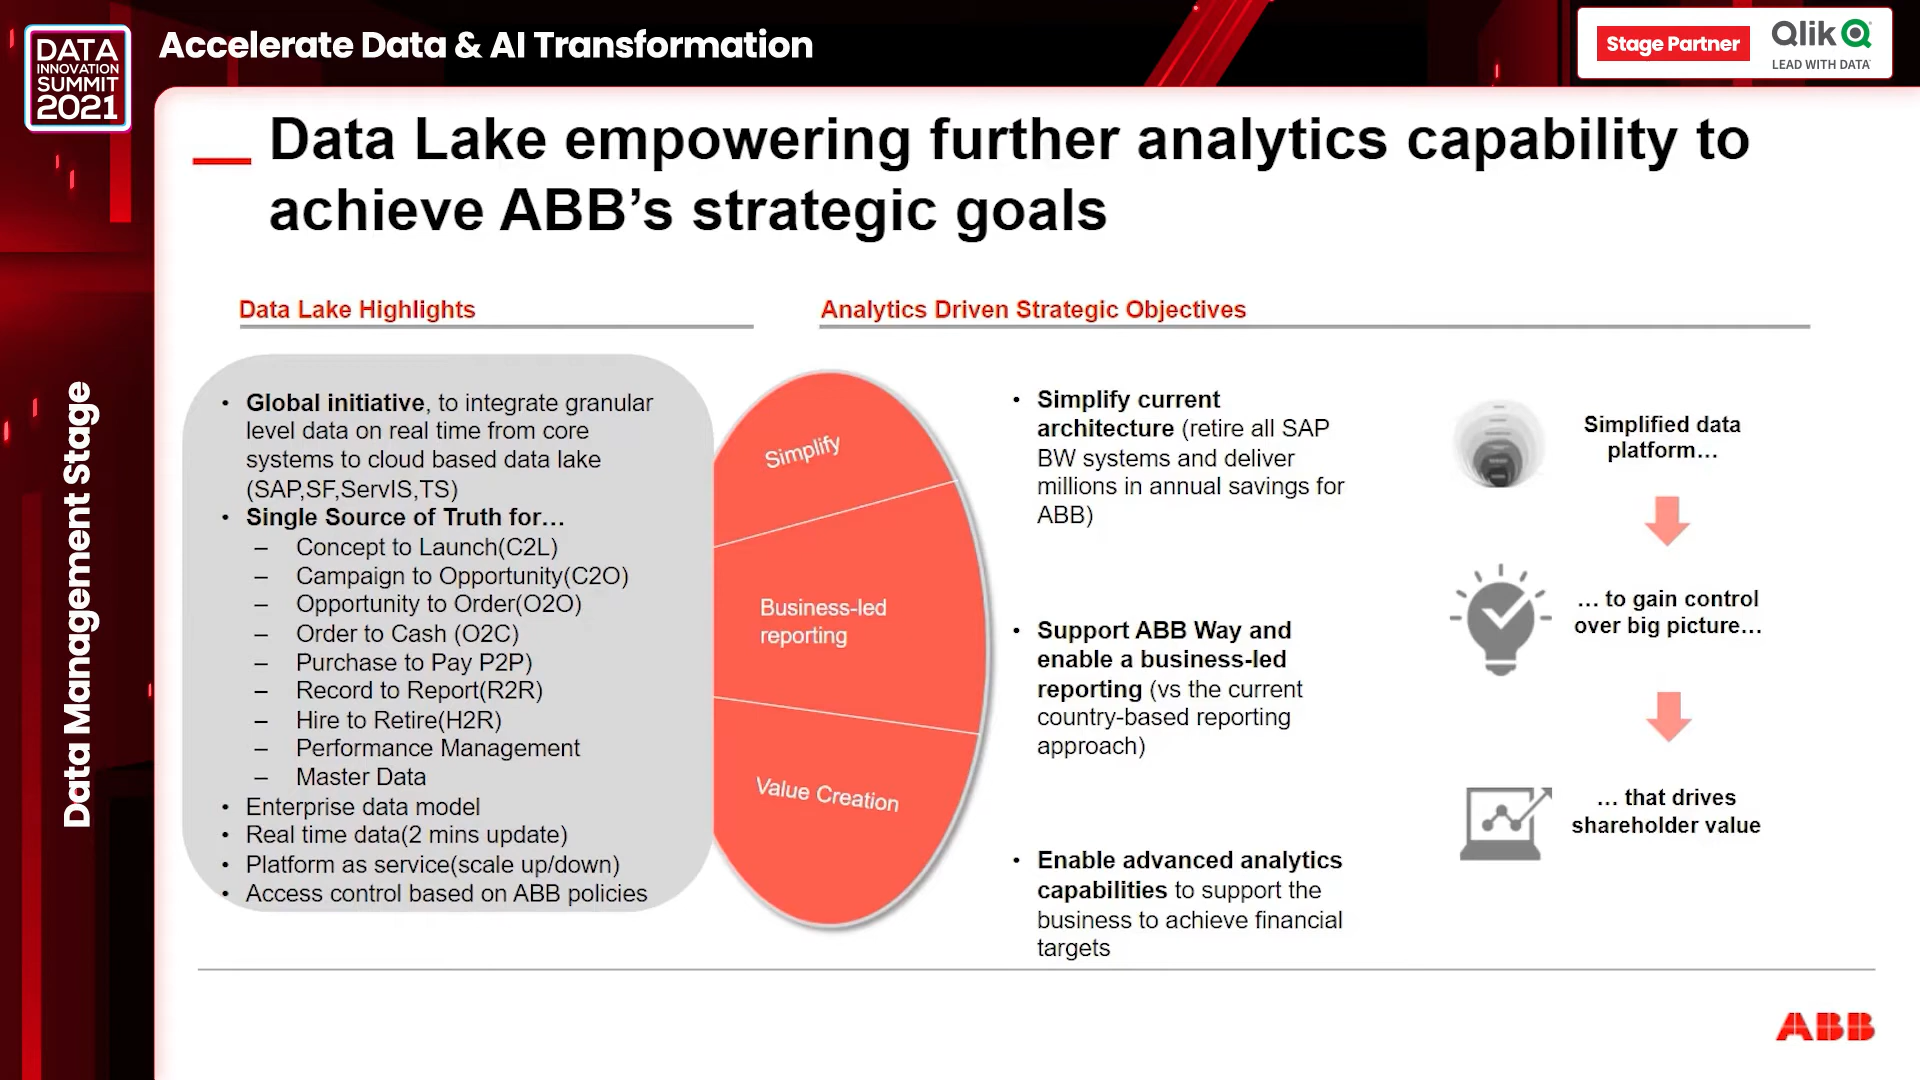 DATA
INNOVATION
SUMMIT
2021
Accelerate Data & AI Transformation
Stage Partner
Qlik
LEAD WITH DATA
Data Management Stage
Data Lake empowering further analytics capability to
achieve ABB’s strategic goals
Data Lake Highlights
• Global initiative, to integrate granular
level data on real time from core
systems to cloud based data lake
(SAP,SF,ServIS,TS)
• Single Source of Truth for…
– Concept to Launch(C2L)
– Campaign to Opportunity(C2O)
– Opportunity to Order(O2O)
– Order to Cash (O2C)
– Purchase to Pay P2P)
– Record to Report(R2R)
– Hire to Retire(H2R)
– Performance Management
– Master Data
• Enterprise data model
• Real time data(2 mins update)
• Platform as service(scale up/down)
• Access control based on ABB policies
Analytics Driven Strategic Objectives
Simplify
Business-led
reporting
Value Creation
• Simplify current
architecture (retire all SAP
BW systems and deliver
millions in annual savings for
ABB)
• Support ABB Way and
enable a business-led
reporting (vs the current
country-based reporting
approach)
• Enable advanced analytics
capabilities to support the
business to achieve financial
targets
Simplified data
platform…
… to gain control
over big picture…
… that drives
shareholder value
ABB